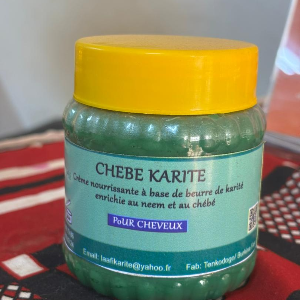 CHEBE KARITE
Crème nourrissante à base de beurre de karité
enrichie au neem et au chébé
PoUR CHEVEUX
Email: laafikarite@yahoo.fr Fab: Tenkodogo/